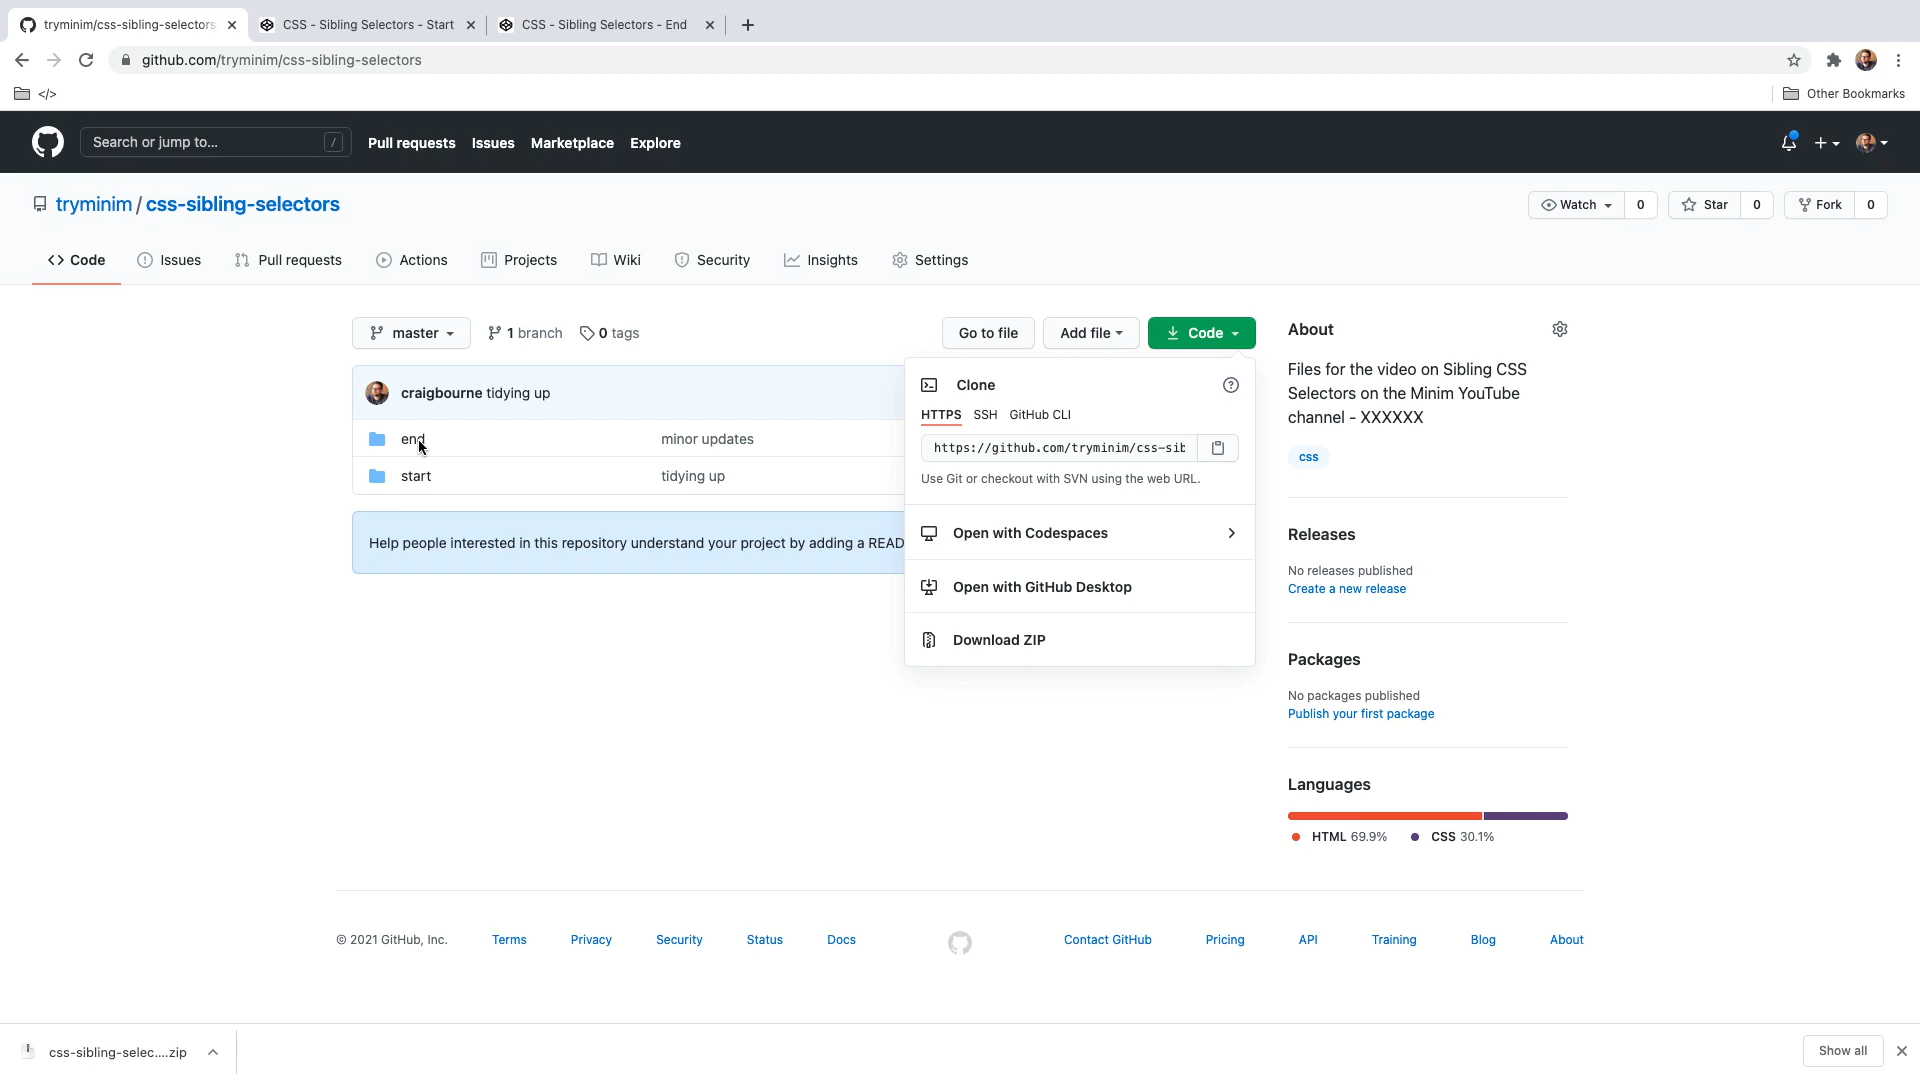 tryminim/css-sibling-selectors
CSS - Sibling Selectors - Start
CSS - Sibling Selectors - End
github.com/tryminim/css-sibling-selectors
</>
Other Bookmarks
Search or jump to...
/
Pull requests
Issues
Marketplace
Explore
tryminim / css-sibling-selectors
Watch 0
Star 0
Fork 0
Code
Issues
Pull requests
Actions
Projects
Wiki
Security
Insights
Settings
master
1 branch
0 tags
Go to file
Add file
Code
craigbourne tidying up
end
minor updates
start
tidying up
Help people interested in this repository understand your project by adding a READ
Clone
HTTPS SSH GitHub CLI
https://github.com/tryminim/css-sib
Use Git or checkout with SVN using the web URL.
Open with Codespaces
Open with GitHub Desktop
Download ZIP
About
Files for the video on Sibling CSS
Selectors on the Minim YouTube
channel - XXXXXX
css
Releases
No releases published
Create a new release
Packages
No packages published
Publish your first package
Languages
HTML 69.9%
CSS 30.1%
© 2021 GitHub, Inc.
Terms
Privacy
Security
Status
Docs
Contact GitHub
Pricing
API
Training
Blog
About
css-sibling-selec....zip
Show all